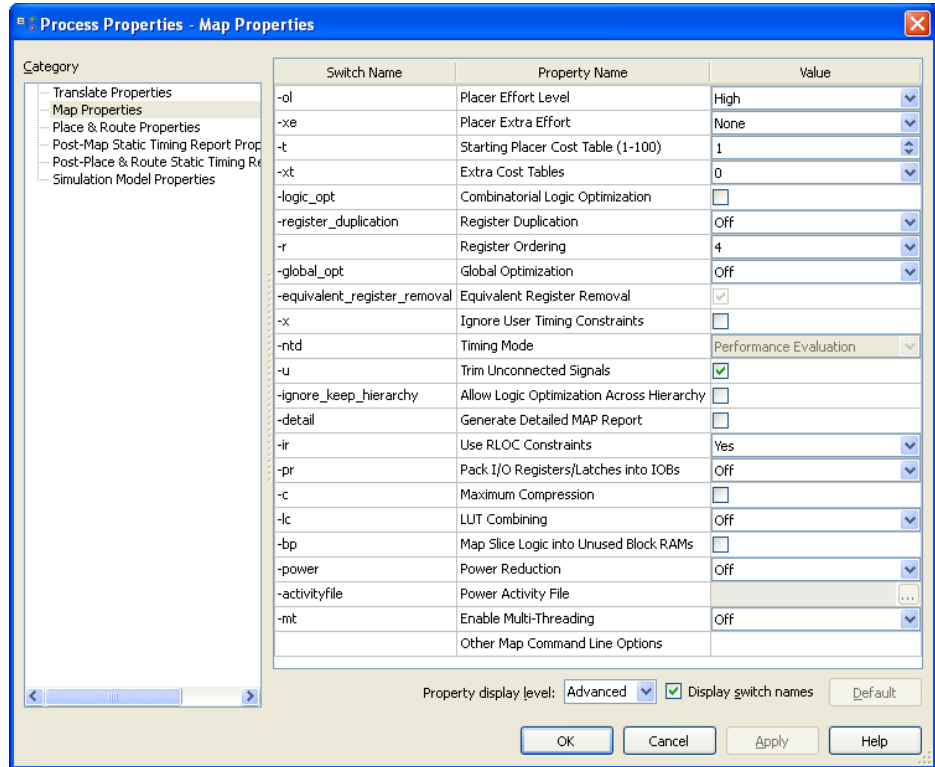 Process Properties - Map Properties
Category
Translate Properties
Map Properties
Place & Route Properties
Post-Map Static Timing Report Prop
Post-Place & Route Static Timing Re
Simulation Model Properties
Switch Name Property Name Value
-ol Placer Effort Level High
-xe Placer Extra Effort None
-t Starting Placer Cost Table (1-100) 1
-xt Extra Cost Tables 0
-logic_opt Combinatorial Logic Optimization
-register_duplication Register Duplication Off
-r Register Ordering 4
-global_opt Global Optimization Off
-equivalent_register_removal Equivalent Register Removal
-x Ignore User Timing Constraints
-ntd Timing Mode Performance Evaluation
-u Trim Unconnected Signals
-ignore_keep_hierarchy Allow Logic Optimization Across Hierarchy
-detail Generate Detailed MAP Report
-ir Use RLOC Constraints Yes
-pr Pack I/O Registers/Latches into IOBs Off
-c Maximum Compression
-lc LUT Combining Off
-bp Map Slice Logic into Unused Block RAMs
-power Power Reduction Off
-activityfile Power Activity File ...
-mt Enable Multi-Threading Off
Other Map Command Line Options
Property display level: Advanced Display switch names Default
OK Cancel Apply Help